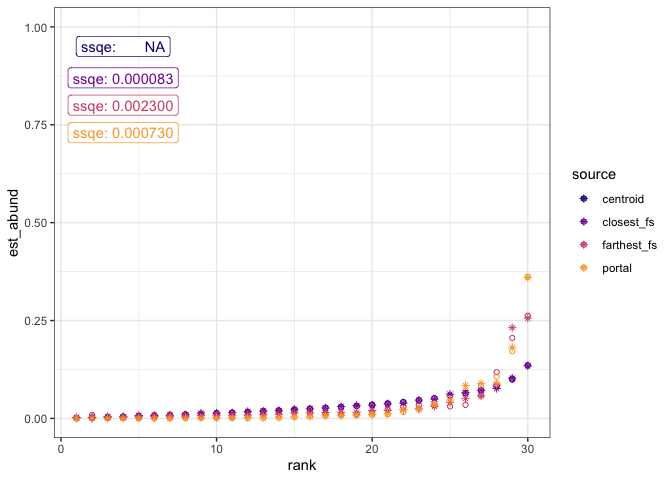 ssqe: NA
ssqe: 0.000083
ssqe: 0.002300
ssqe: 0.000730
1.00
0.75
0.50
0.25
0.00
est_abund
0
10
20
30
rank
source
centroid
closest_fs
farthest_fs
portal